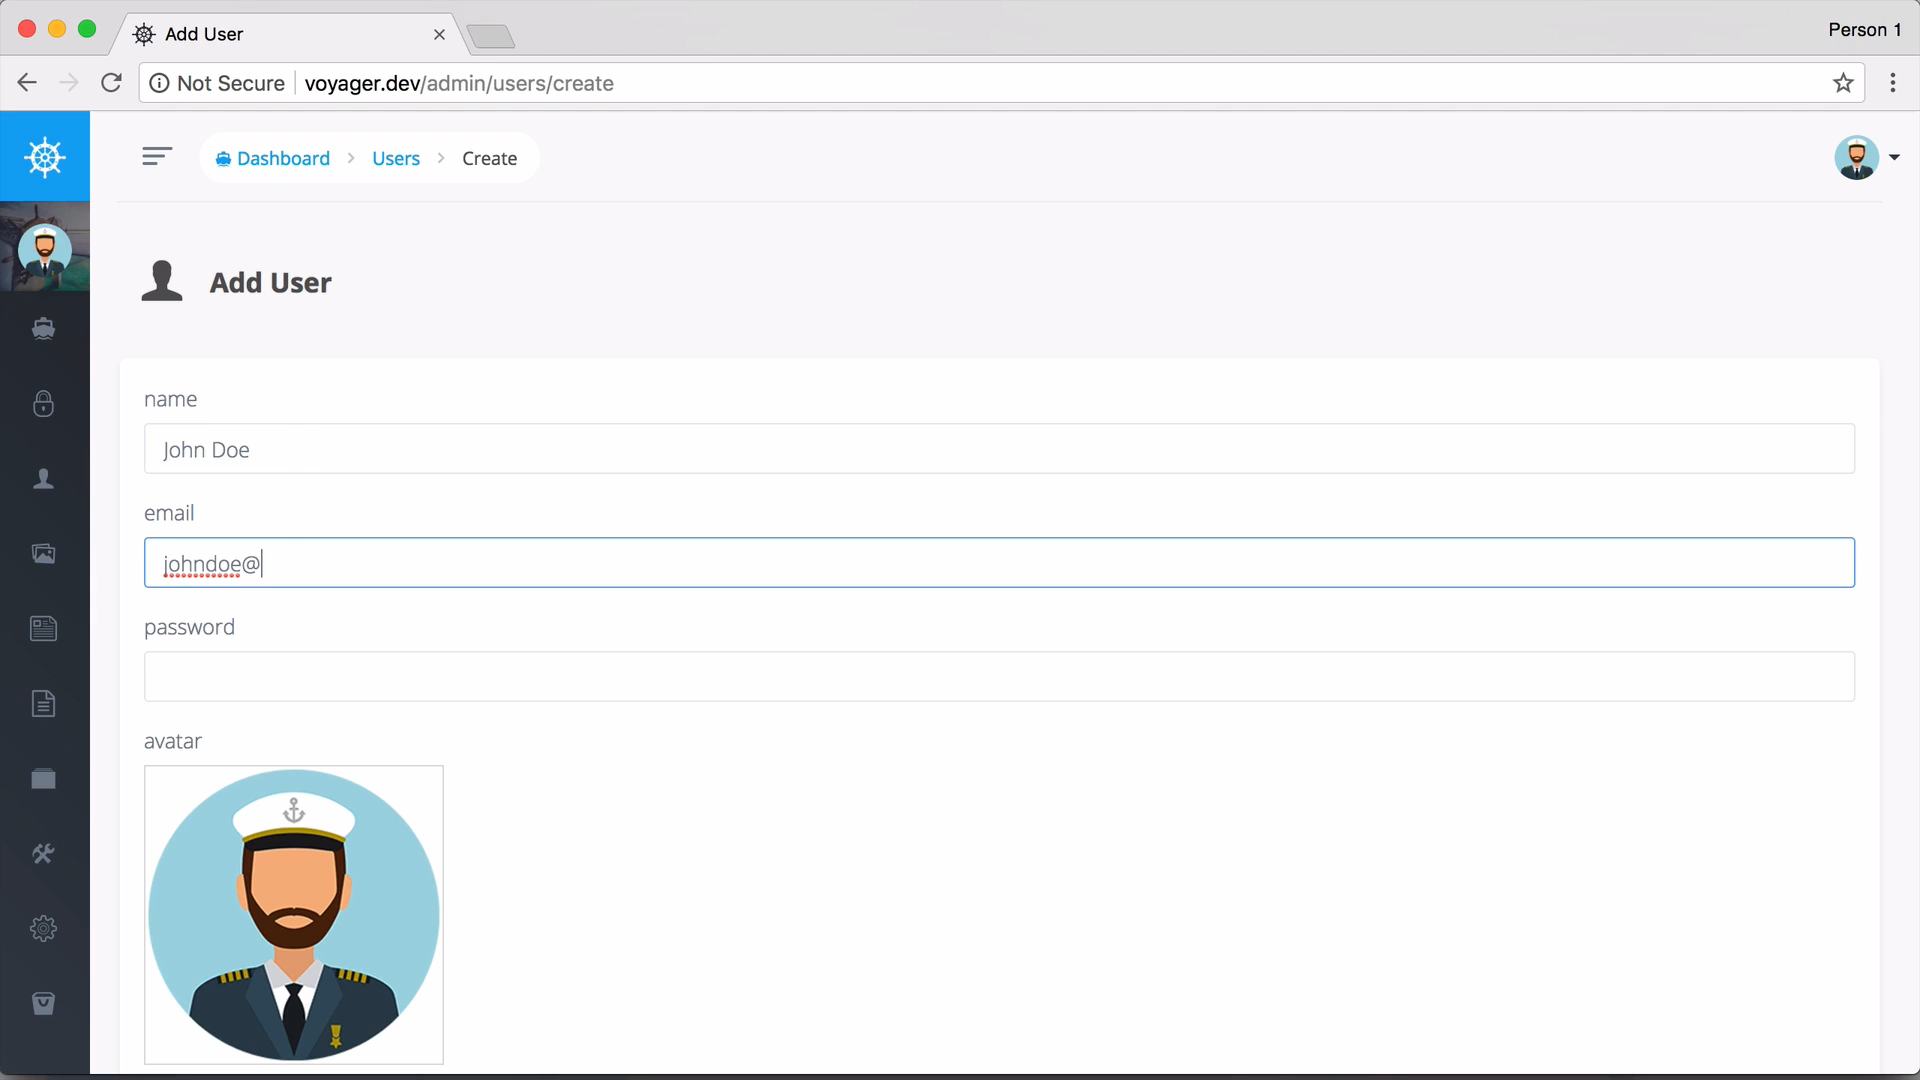 Add User
Person 1
Not Secure voyager.dev/admin/users/create
Dashboard > Users > Create
Add User
name
John Doe
email
johndoe@
password
avatar